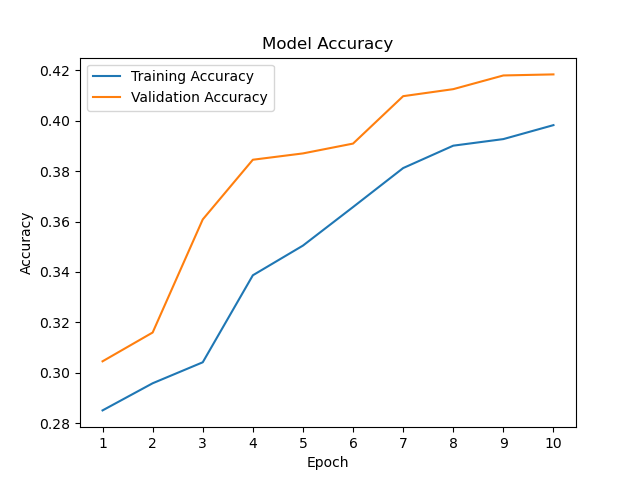 Model Accuracy
Training Accuracy
Validation Accuracy
0.42
0.40
0.38
0.36
0.34
0.32
0.30
0.28
Accuracy
1 2 3 4 5 6 7 8 9 10
Epoch